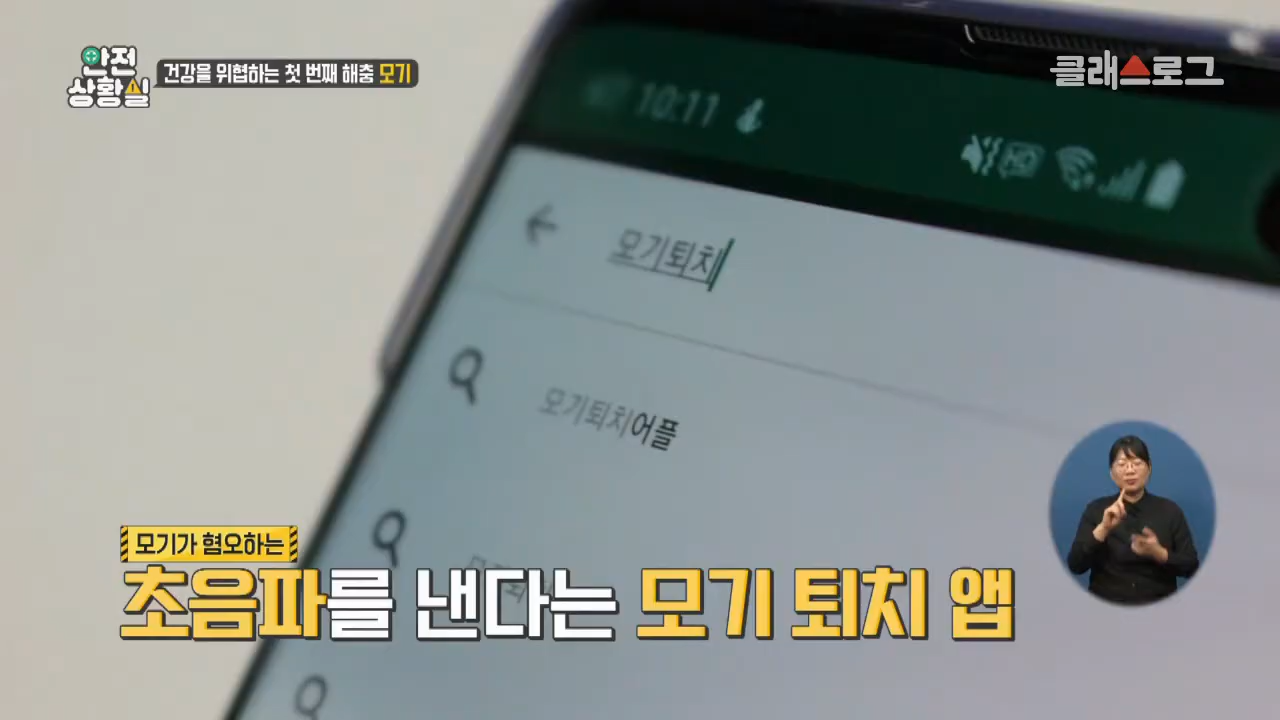 안전
상황실
건강을 위협하는 첫 번째 해충 모기
클래스로그
10:11
모기퇴치
모기퇴치어플
모기가 혐오하는
초음파를 낸다는 모기 퇴치 앱